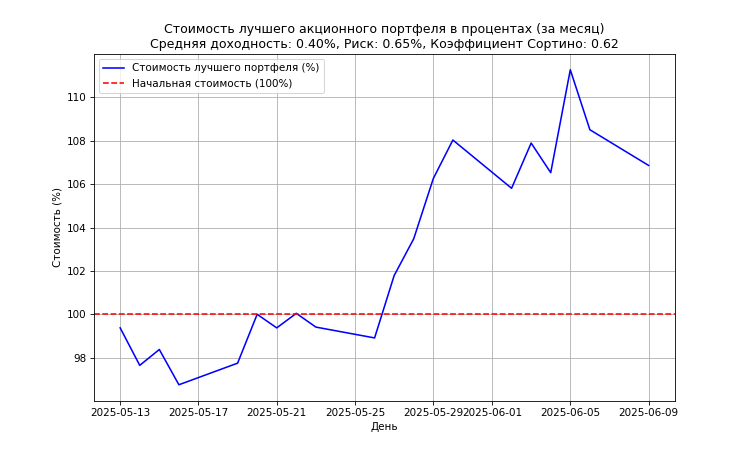 Стоимость лучшего акционного портфеля в процентах (за месяц)
Средняя доходность: 0.40%, Риск: 0.65%, Коэффициент Сортино: 0.62
Стоимость лучшего портфеля (%)
Начальная стоимость (100%)
Стоимость (%)
110
108
106
104
102
100
98
2025-05-13 2025-05-17 2025-05-21 2025-05-25 2025-05-29 2025-06-01 2025-06-05 2025-06-09
День